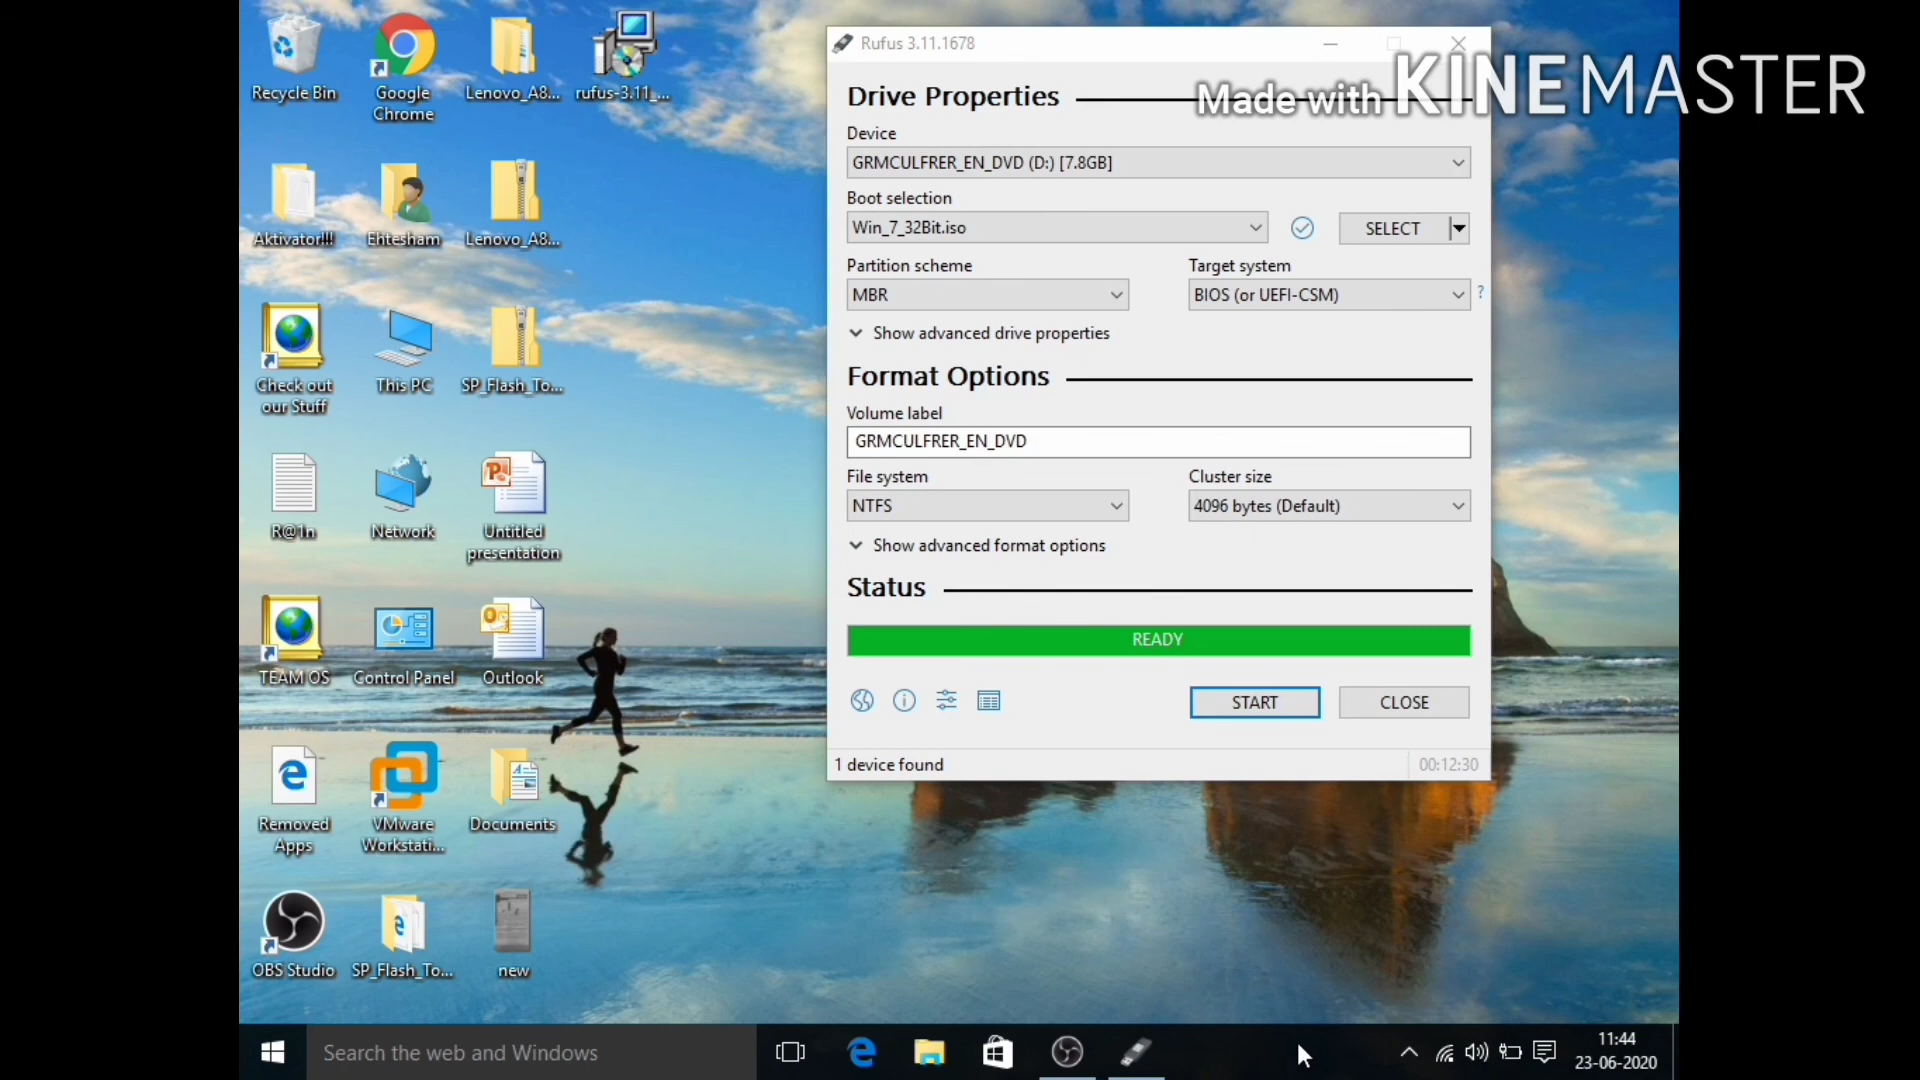 Recycle Bin
Google
Chrome
Lenovo_A8...
rufus-3.11_...
Aktivator!!!
Ehtesham
Lenovo_A8...
Check out
our Stuff
This PC
SP_Flash_To...
R@1n
Network
Untitled
presentation
TEAM OS
Control Panel
Outlook
Removed
Apps
VMware
Workstati...
Documents
OBS Studio
SP_Flash_To...
new
Rufus 3.11.1678
Made with KINEMASTER
Drive Properties
Device
GRMCULFRER_EN_DVD (D:) [7.8GB]
Boot selection
Win_7_32Bit.iso
SELECT
Partition scheme
Target system
MBR
BIOS (or UEFI-CSM)
?
Show advanced drive properties
Format Options
Volume label
GRMCULFRER_EN_DVD
File system
Cluster size
NTFS
4096 bytes (Default)
Show advanced format options
Status
READY
START
CLOSE
1 device found
00:12:30
Search the web and Windows
11:44
23-06-2020